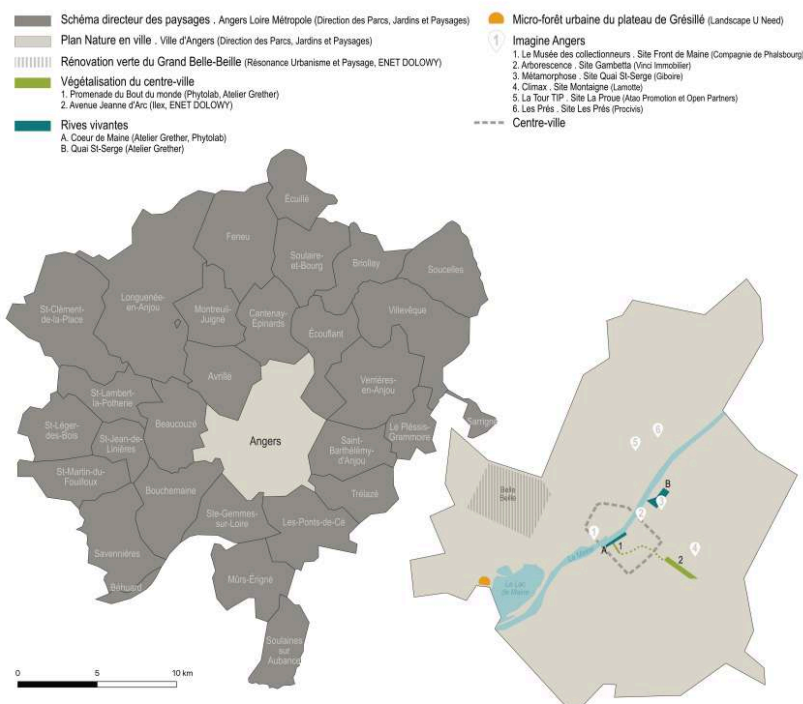 Schéma directeur des paysages . Angers Loire Métropole (Direction des Parcs, Jardins et Paysages)
Plan Nature en ville . Ville d'Angers (Direction des Parcs, Jardins et Paysages)
Rénovation verte du Grand Belle-Beille (Résonance Urbanisme et Paysage, ENET DOLOWY)
Végétalisation du centre-ville
1. Promenade du Bout du monde (Phytolab, Atelier Grether)
2. Avenue Jeanne d'Arc (Ilex, ENET DOLOWY)
Rives vivantes
A. Coeur de Maine (Atelier Grether, Phytolab)
B. Quai St-Serge (Atelier Grether)
Micro-forêt urbaine du plateau de Grésillé (Landscape U Need)
1
Imagine Angers
1. Le Musée des collectionneurs . Site Front de Maine (Compagnie de Phalsbourg)
2. Arborescence . Site Gambetta (Vinci Immobilier)
3. Métamorphose . Site Quai St-Serge (Giboire)
4. Climax . Site Montaigne (Lamotte)
5. La Tour TIP . Site La Proue (Atao Promotion et Open Partners)
6. Les Prés . Site Les Prés (Procivis)
Centre-ville
Écuillé
Feneu
Soulaire-
et-Bourg
Briollay
Soucelles
Longuenée-
en-Anjou
St-Clément-
de-la-Place
Montreuil-
Juigné
Cantenay-
Épinards
Villevêque
Écouflant
Avrillé
Verrières-
en-Anjou
St-Lambert-
la-Potherie
Beaucouzé
Angers
Le Plessis-
Grammoire
Sarrigné
St-Léger-
des-Bois
St-Jean-de-
Linières
Saint-
Barthélémy-
d'Anjou
St-Martin-du-
Fouilloux
Bouchemaine
Trélazé
Ste-Gemmes-
sur-Loire
Les-Ponts-de-Cé
Savennières
Béhuard
Mûrs-Érigné
Soulaines
sur
Aubance
0 5 10 km
5
6
Belle
Beille
B
3
2
1
La Maine
A
1
4
2
Le Lac
de Maine